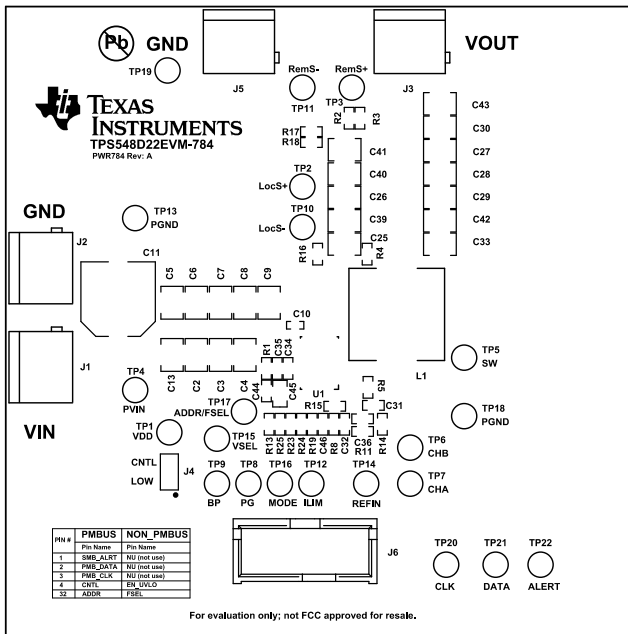 Pb
GND
TP19
J5
RemS-
TP11
RemS+
TP3
J3
VOUT
TEXAS
INSTRUMENTS
TPS548D22EVM-784
PWR784 Rev: A
R17
R18
R2
R3
C43
C30
C27
C28
C29
C42
C33
C41
C40
C26
C39
C25
TP2
LocS+
TP10
LocS-
R16
R4
GND
TP13
PGND
J2
C11
C5
C6
C7
C8
C9
C10
J1
VIN
TP4
PVIN
C13
C2
C3
C4
R1
C35
C34
C44
C45
U1
L1
TP5
SW
TP18
PGND
TP17
ADDR/FSEL
R15
R5
C31
TP1
VDD
TP15
VSEL
R13
R25
R23
R24
R19
C46
R8
C32
C36
R11
R14
TP6
CHB
TP7
CHA
CNTL
LOW
J4
TP9
BP
TP8
PG
TP16
MODE
TP12
ILIM
TP14
REFIN
J6
TP20
CLK
TP21
DATA
TP22
ALERT
PIN # PMBUS NON_PMBUS
Pin Name Pin Name
1 SMB_ALRT NU (not use)
2 PMB_DATA NU (not use)
3 PMB_CLK NU (not use)
4 CNTL EN_UVLO
32 ADDR FSEL
For evaluation only; not FCC approved for resale.